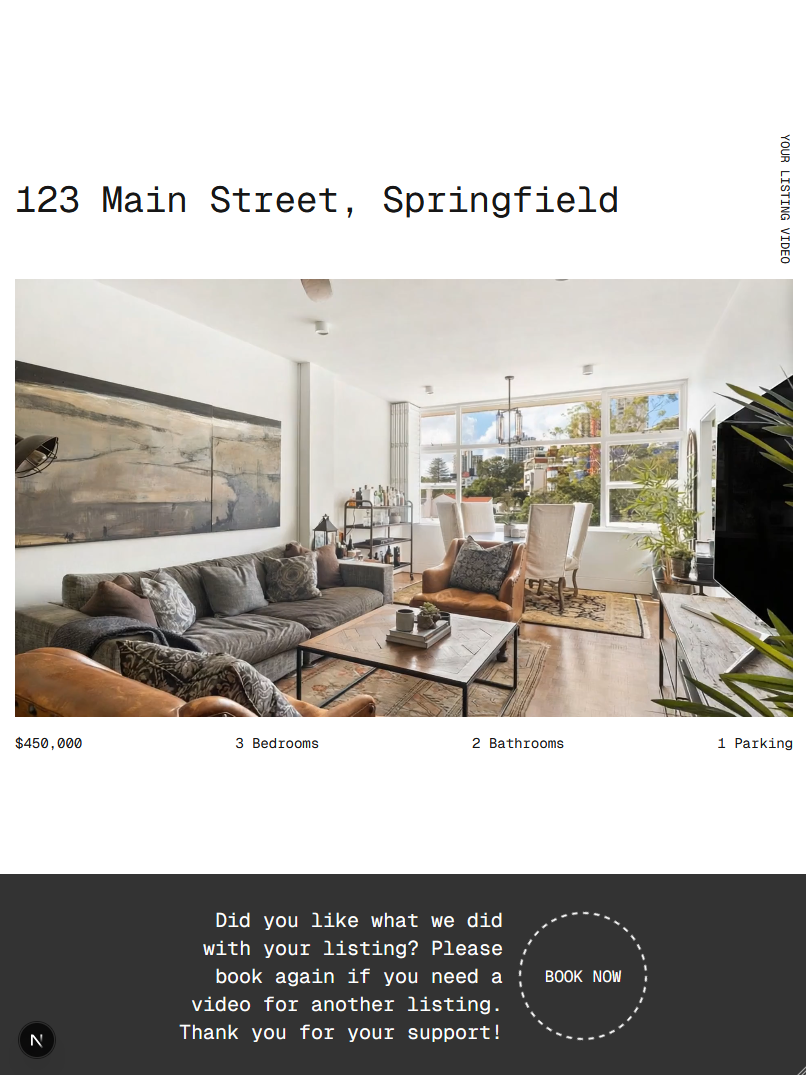 YOUR LISTING VIDEO
123 Main Street, Springfield
$450,000
3 Bedrooms
2 Bathrooms
1 Parking
Did you like what we did
with your listing? Please
book again if you need a
video for another listing.
Thank you for your support!
BOOK NOW
N